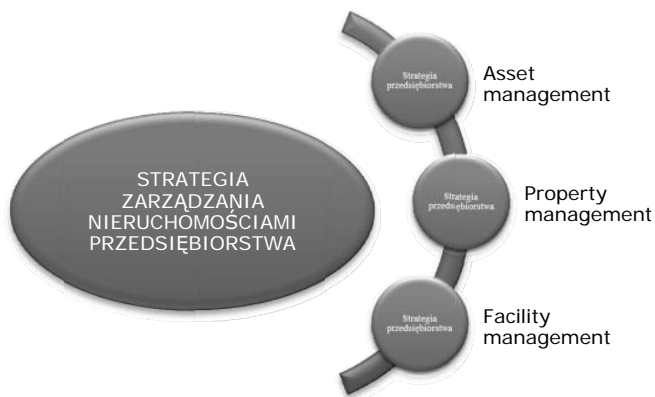 STRATEGIA
ZARZĄDZANIA
NIERUCHOMOŚCIAMI
PRZEDSIĘBIORSTWA
Strategia
przedsiębiorstwa
Asset
management
Strategia
przedsiębiorstwa
Property
management
Strategia
przedsiębiorstwa
Facility
management